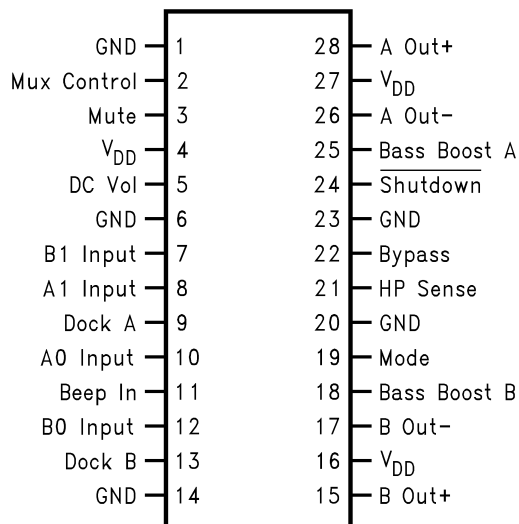 GND 1 28 A Out+
Mux Control 2 27 VDD
Mute 3 26 A Out-
VDD 4 25 Bass Boost A
DC Vol 5 24 Shutdown
GND 6 23 GND
B1 Input 7 22 Bypass
A1 Input 8 21 HP Sense
Dock A 9 20 GND
A0 Input 10 19 Mode
Beep In 11 18 Bass Boost B
B0 Input 12 17 B Out-
Dock B 13 16 VDD
GND 14 15 B Out+